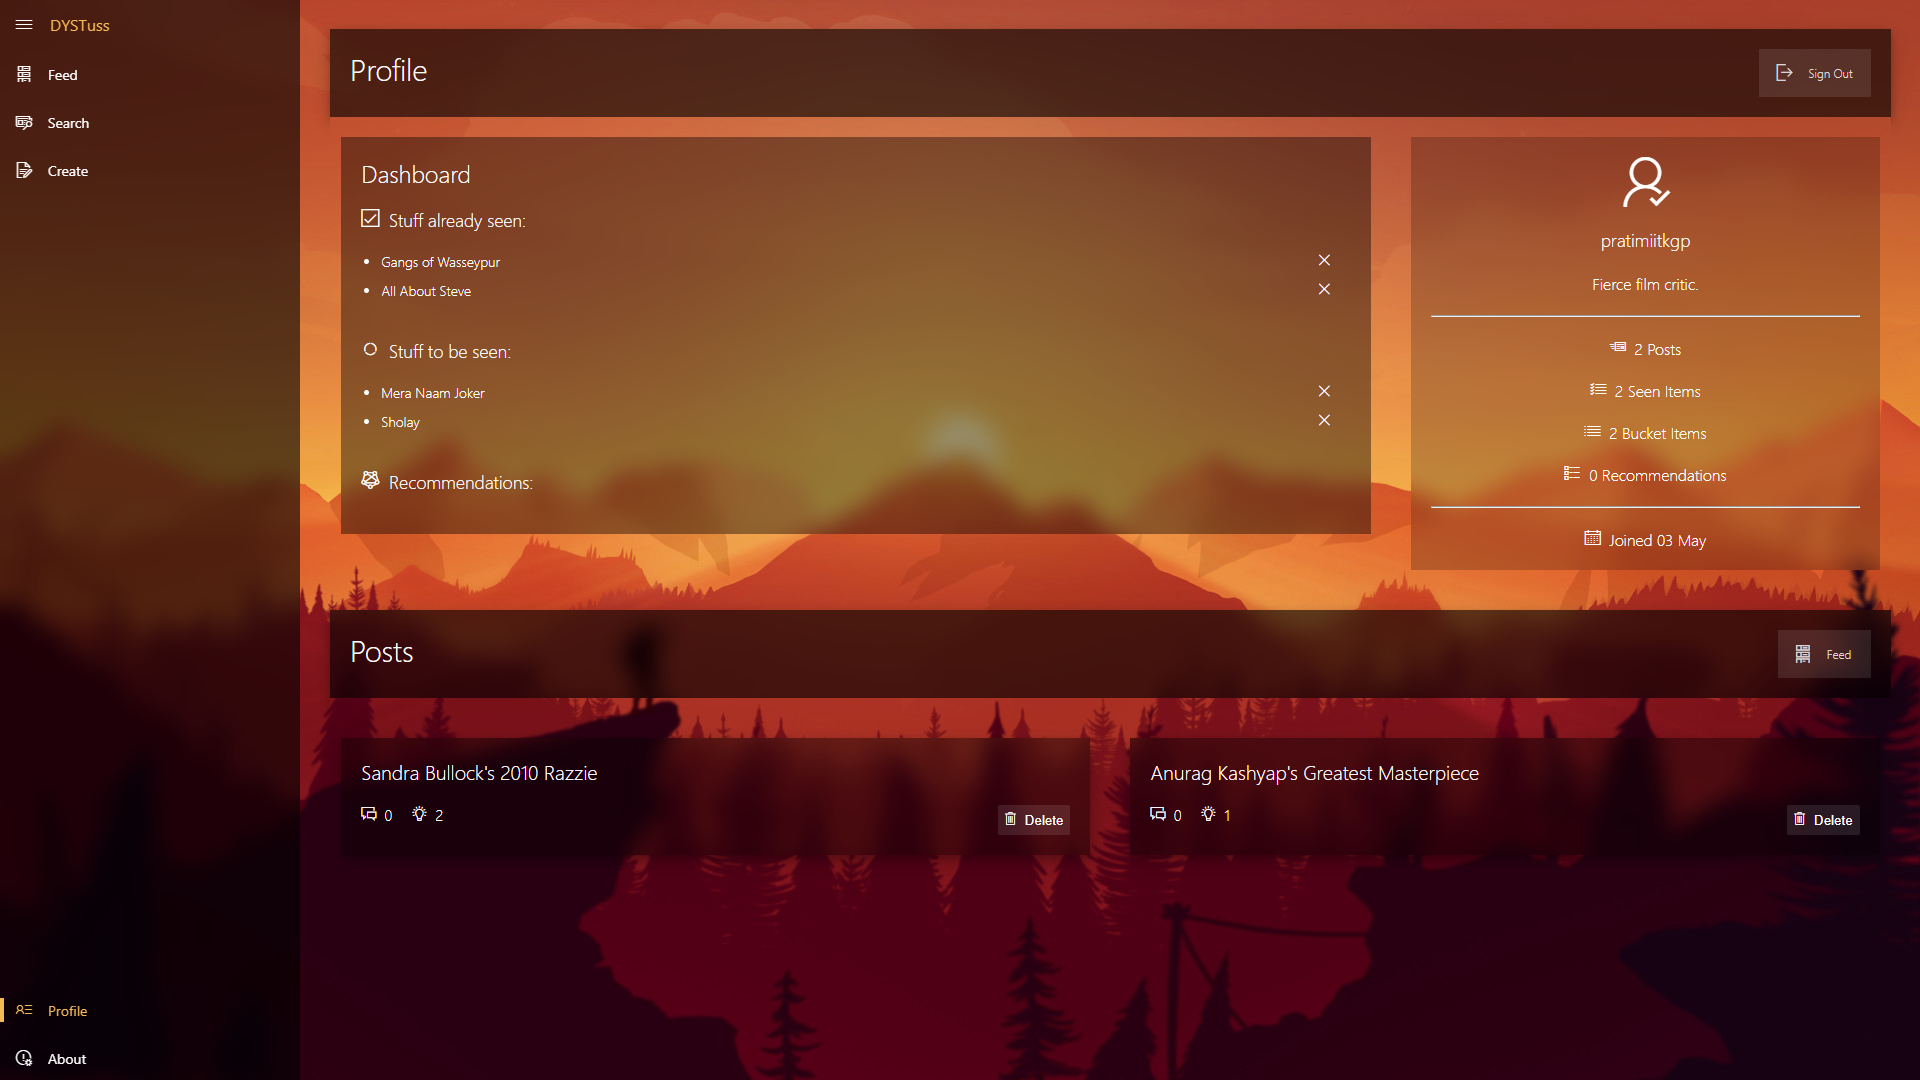 DYSTuss
Feed
Search
Create
Profile
Sign Out
Dashboard
Stuff already seen:
Gangs of Wasseypur
All About Steve
Stuff to be seen:
Mera Naam Joker
Sholay
Recommendations:
pratimiitkgp
Fierce film critic.
2 Posts
2 Seen Items
2 Bucket Items
0 Recommendations
Joined 03 May
Posts
Feed
Sandra Bullock's 2010 Razzie
0 2
Delete
Anurag Kashyap's Greatest Masterpiece
0 1
Delete
Profile
About